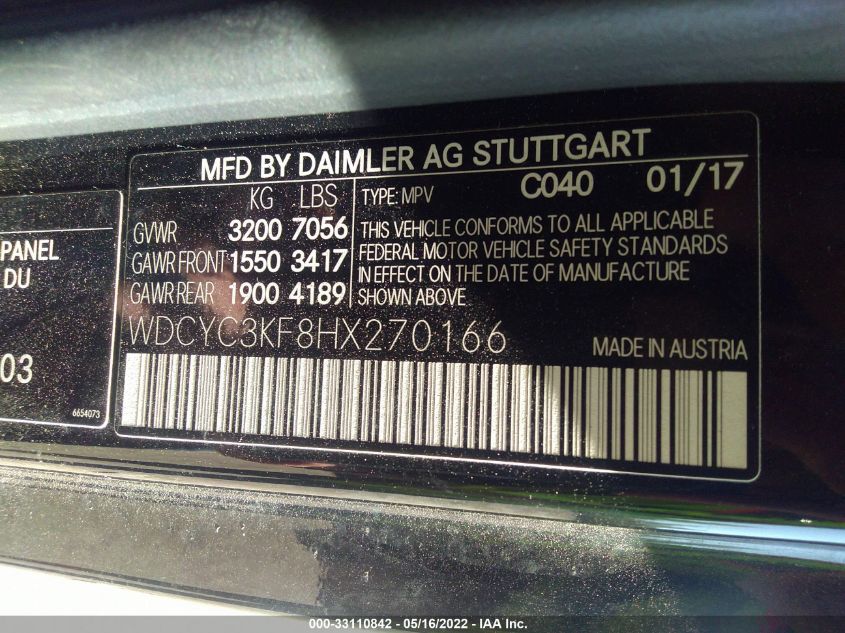 MFD BY DAIMLER AG STUTTGART
KG LBS
TYPE: MPV C040 01/17
GVWR 3200 7056
GAWR FRONT 1550 3417
GAWR REAR 1900 4189
THIS VEHICLE CONFORMS TO ALL APPLICABLE
FEDERAL MOTOR VEHICLE SAFETY STANDARDS
IN EFFECT ON THE DATE OF MANUFACTURE
SHOWN ABOVE
WDCYC3KF8HX270166
MADE IN AUSTRIA
PANEL
DU
03
6654073
000-33110842 - 05/16/2022 - IAA Inc.